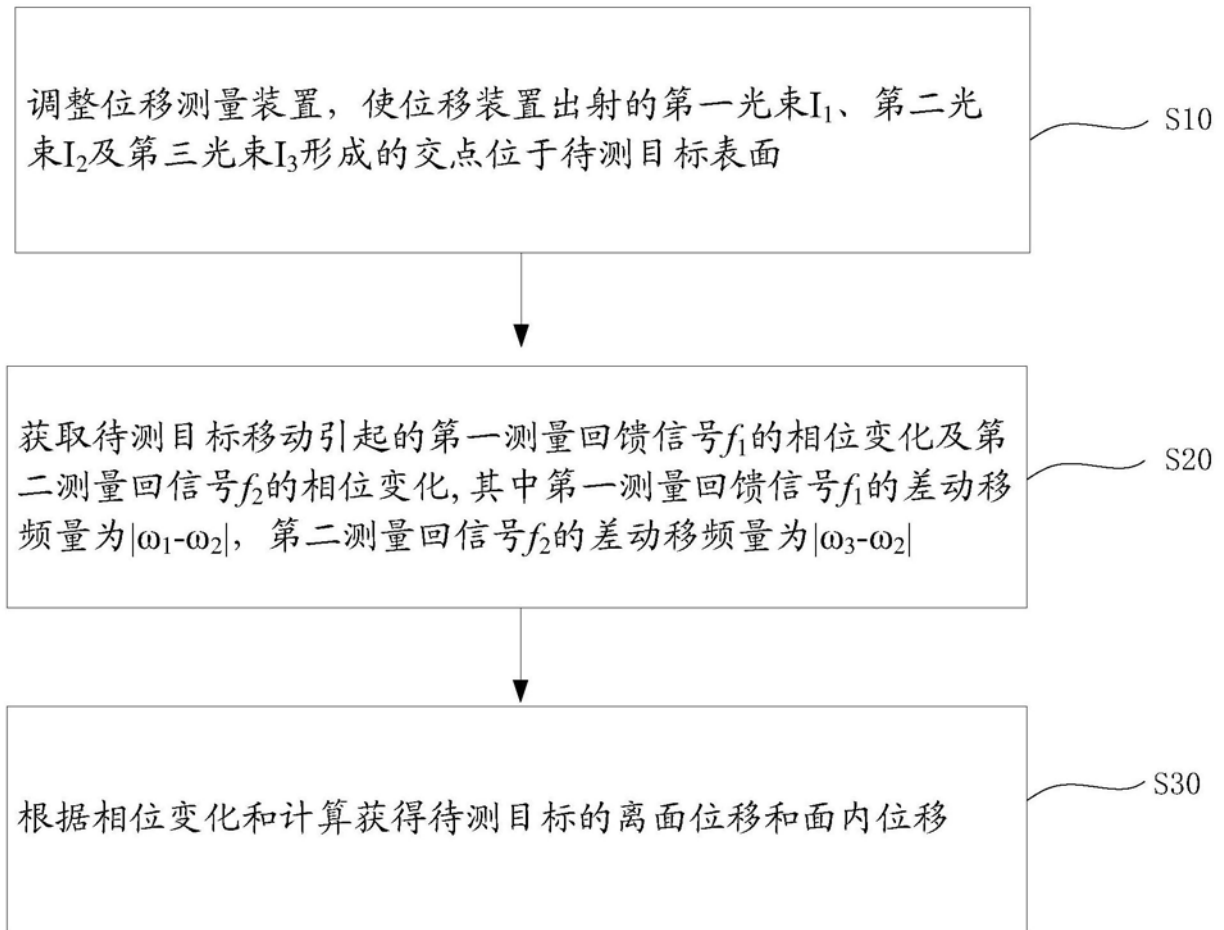 调整位移测量装置，使位移装置出射的第一光束I₁、第二光
束I₂及第三光束I₃形成的交点位于待测目标表面
S10
获取待测目标移动引起的第一测量回馈信号f₁的相位变化及第
二测量回信号f₂的相位变化,其中第一测量回馈信号f₁的差动移
频量为|ω₁-ω₂|，第二测量回信号f₂的差动移频量为|ω₃-ω₂|
S20
根据相位变化和计算获得待测目标的离面位移和面内位移
S30